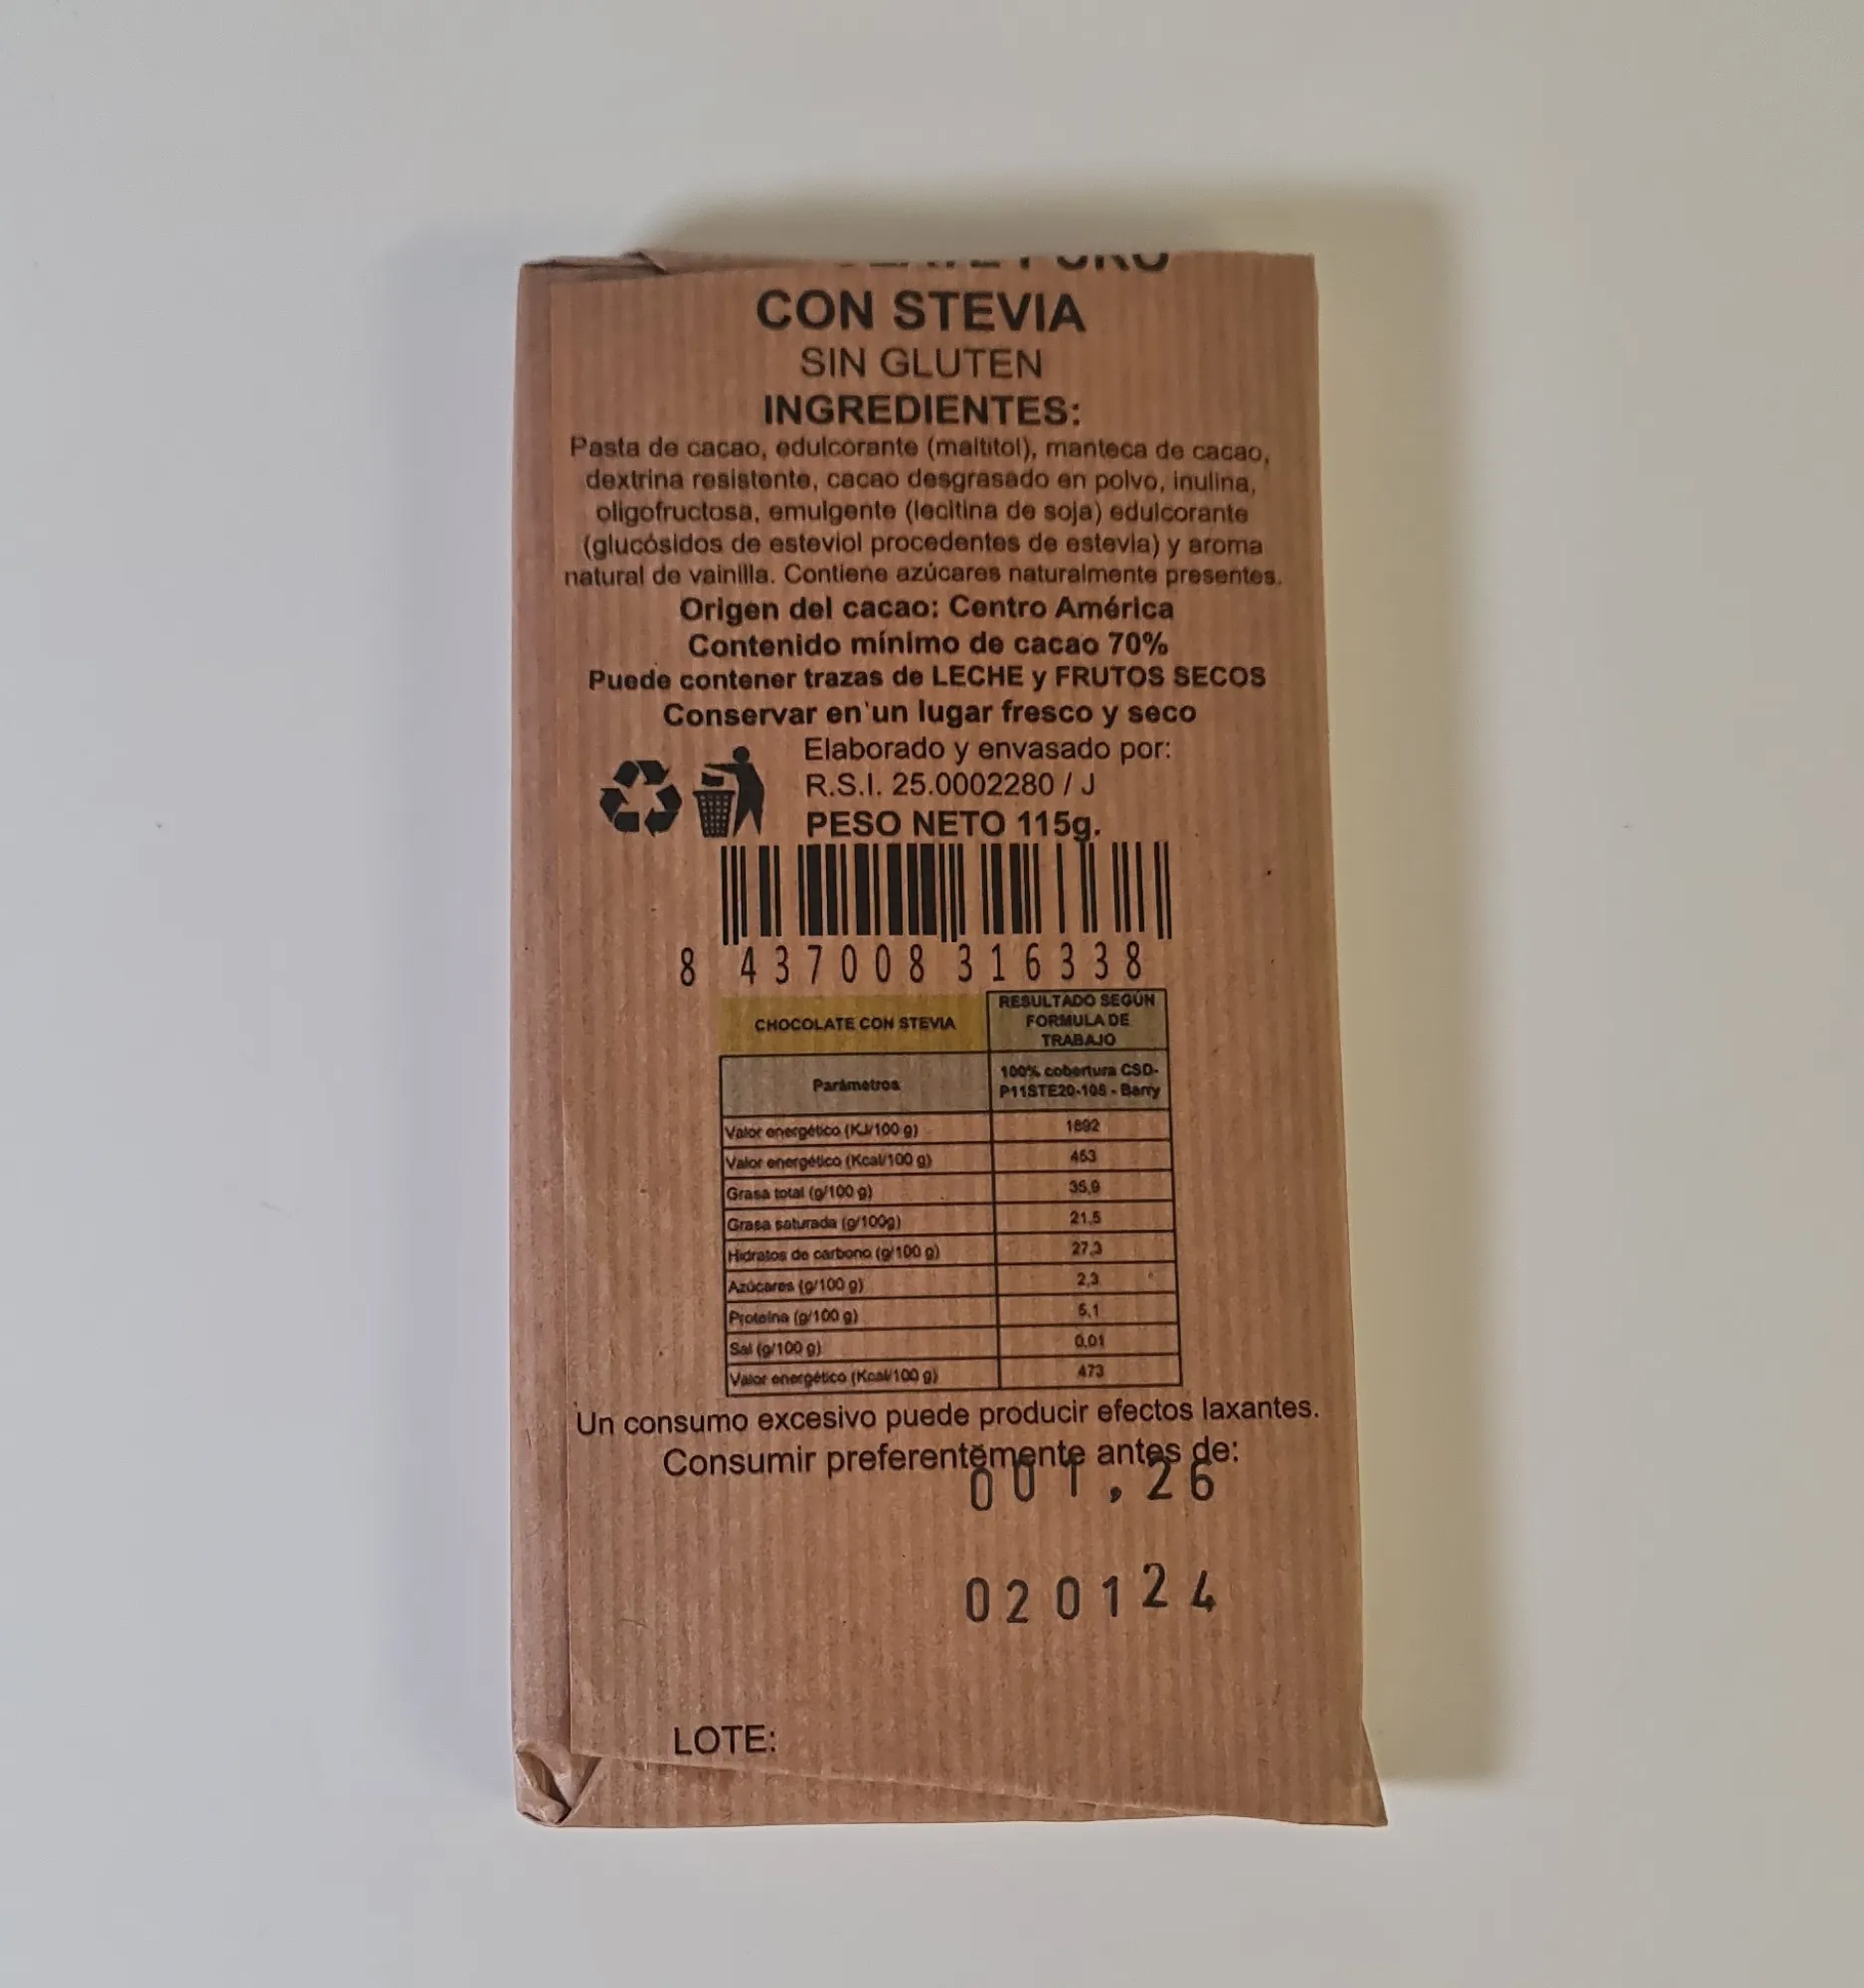 CON STEVIA
SIN GLUTEN
INGREDIENTES:
Pasta de cacao, edulcorante (maltitol), manteca de cacao,
dextrina resistente, cacao desgrasado en polvo, inulina,
oligofructosa, emulgente (lecitina de soja) edulcorante
(glucósidos de esteviol procedentes de estevia) y aroma
natural de vainilla. Contiene azúcares naturalmente presentes.
Origen del cacao: Centro América
Contenido mínimo de cacao 70%
Puede contener trazas de LECHE y FRUTOS SECOS
Conservar en un lugar fresco y seco
Elaborado y envasado por:
R.S.I. 25.0002280 / J
PESO NETO 115g.
8 437008 316338
CHOCOLATE CON STEVIA
RESULTADO SEGÚN
FORMULA DE
TRABAJO
Parámetros
100% cobertura CSD-
P11STE20-105 - Barry
Valor energético (KJ/100 g) 1892
Valor energético (Kcal/100 g) 453
Grasa total (g/100 g) 35,9
Grasa saturada (g/100g) 21,5
Hidratos de carbono (g/100 g) 27,3
Azúcares (g/100 g) 2,3
Proteína (g/100 g) 5,1
Sal (g/100 g) 0,01
Valor energético (Kcal/100 g) 473
Un consumo excesivo puede producir efectos laxantes.
Consumir preferentemente antes de:
26
020124
LOTE: